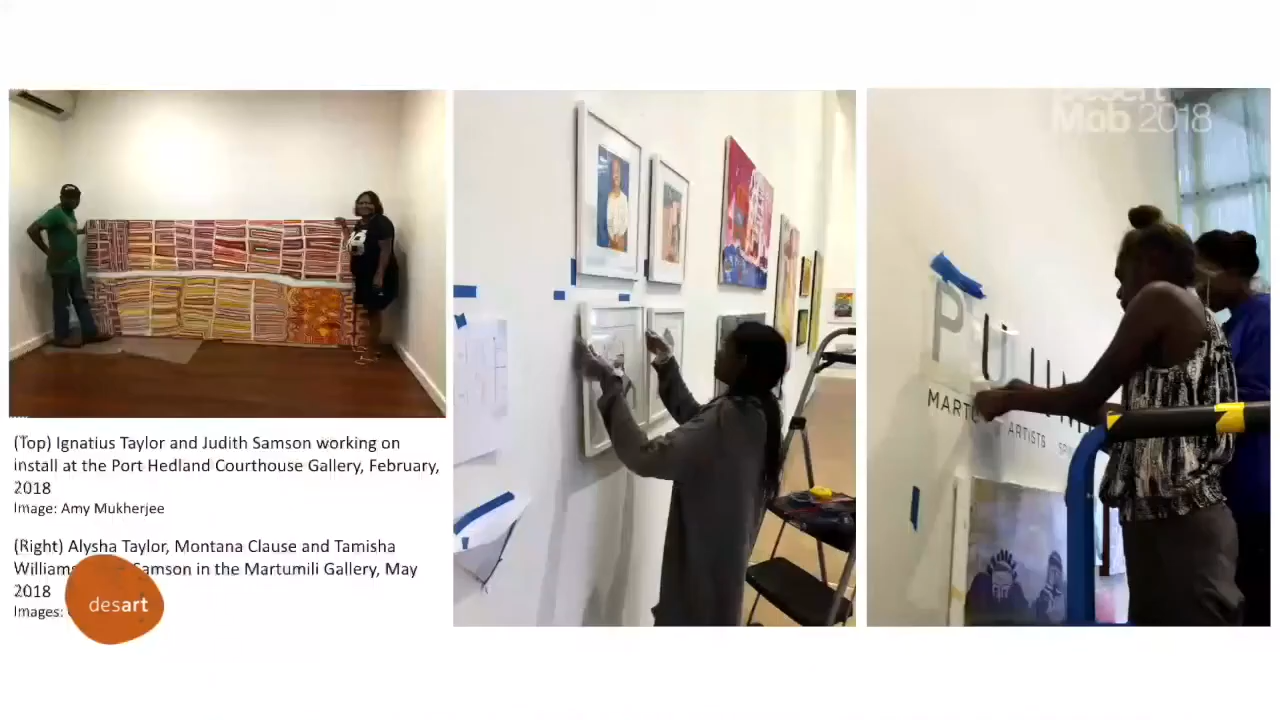 Desert
Mob 2018
PU
MARTU
ARTISTS
(Top) Ignatius Taylor and Judith Samson working on
install at the Port Hedland Courthouse Gallery, February,
2018
Image: Amy Mukherjee
(Right) Alysha Taylor, Montana Clause and Tamisha
Williams Samson in the Martumili Gallery, May
2018
Images:
desart